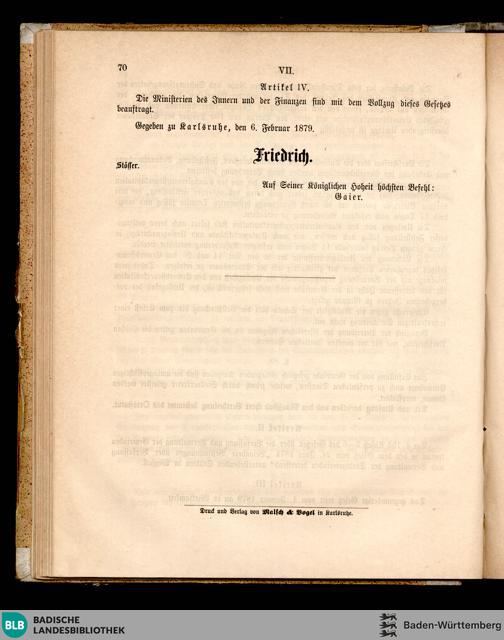 70
VII.
Artikel IV.
Die Ministerien des Innern und der Finanzen sind mit dem Vollzug dieses Gesetzes
beauftragt.
Gegeben zu Karlsruhe, den 6. Februar 1879.
Friedrich.
Stösser.
Auf Seiner Königlichen Hoheit höchsten Befehl:
Gaier.
Druck und Verlag von Malsch & Vogel in Karlsruhe.
BLB
BADISCHE
LANDESBIBLIOTHEK
Baden-Württemberg